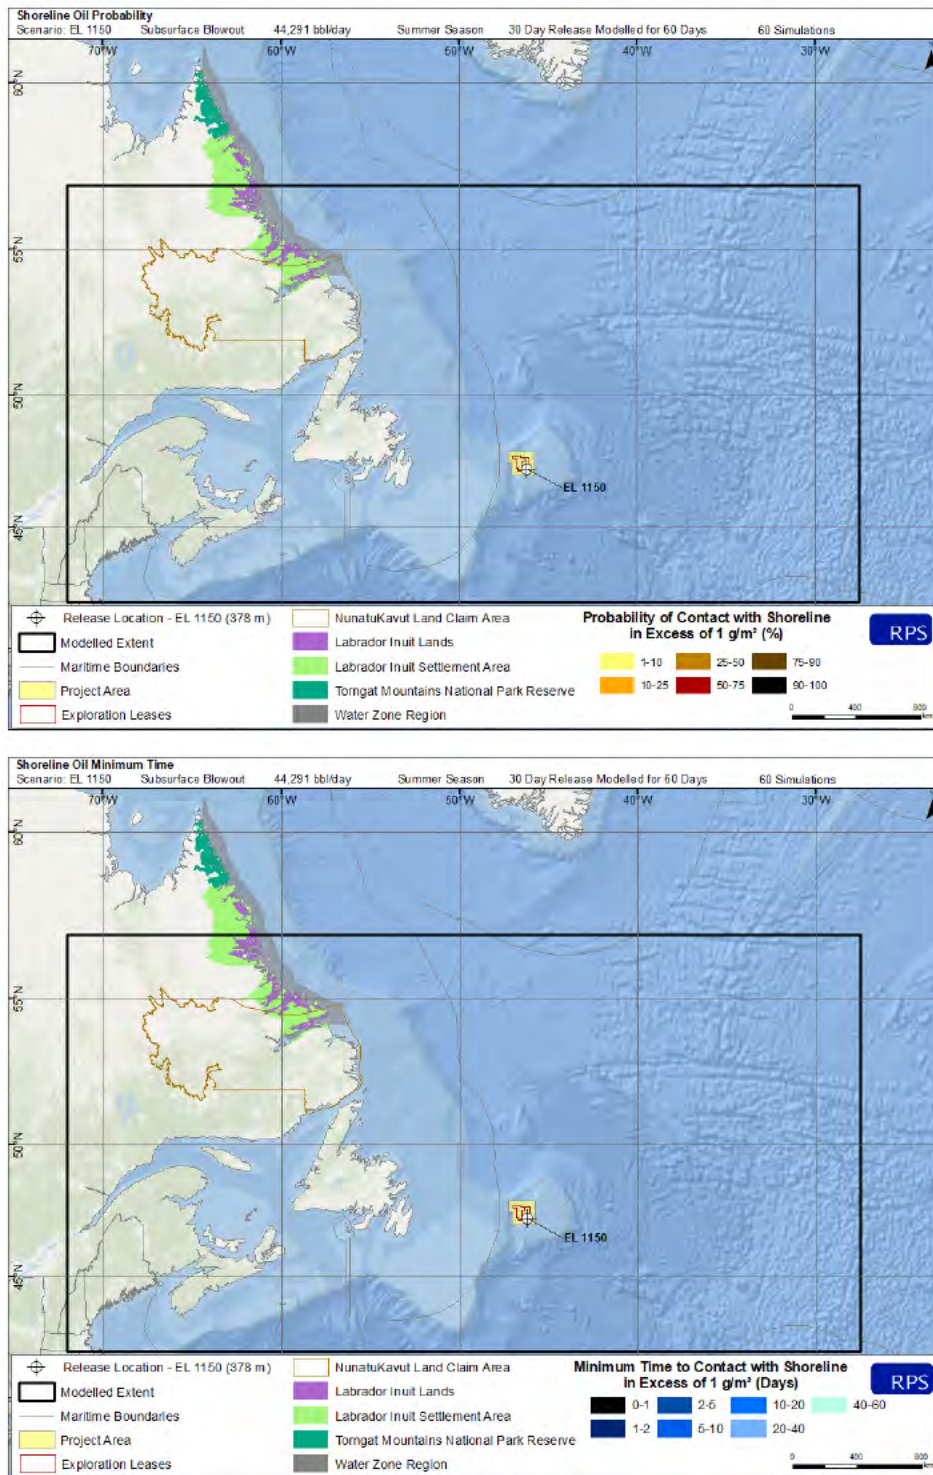 Shoreline Oil Probability
Scenario: EL 1150 Subsurface Blowout 44,291 bbl/day Summer Season 30 Day Release Modelled for 60 Days 60 Simulations
70°W 60°W 50°W 40°W 30°W
60°N
55°N
50°N
EL 1150
45°N
Release Location - EL 1150 (378 m)
Modelled Extent
Maritime Boundaries
Project Area
Exploration Leases
NunatuKavut Land Claim Area
Labrador Inuit Lands
Labrador Inuit Settlement Area
Torngat Mountains National Park Reserve
Water Zone Region
Probability of Contact with Shoreline
in Excess of 1 g/m² (%)
1-10 25-50 75-90
10-25 50-75 90-100
RPS
0 400 800
km
Shoreline Oil Minimum Time
Scenario: EL 1150 Subsurface Blowout 44,291 bbl/day Summer Season 30 Day Release Modelled for 60 Days 60 Simulations
70°W 60°W 50°W 40°W 30°W
60°N
55°N
50°N
EL 1150
45°N
Release Location - EL 1150 (378 m)
Modelled Extent
Maritime Boundaries
Project Area
Exploration Leases
NunatuKavut Land Claim Area
Labrador Inuit Lands
Labrador Inuit Settlement Area
Torngat Mountains National Park Reserve
Water Zone Region
Minimum Time to Contact with Shoreline
in Excess of 1 g/m² (Days)
0-1 2-5 10-20 40-60
1-2 5-10 20-40
RPS
0 400 800
km